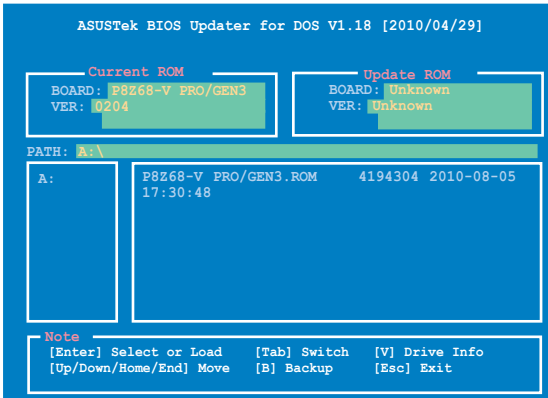 ASUSTek BIOS Updater for DOS V1.18 [2010/04/29]
Current ROM
BOARD: P8Z68-V PRO/GEN3
VER: 0204
Update ROM
BOARD: Unknown
VER: Unknown
PATH: A:\
A:
P8Z68-V PRO/GEN3.ROM 4194304 2010-08-05
17:30:48
Note
[Enter] Select or Load [Tab] Switch [V] Drive Info
[Up/Down/Home/End] Move [B] Backup [Esc] Exit